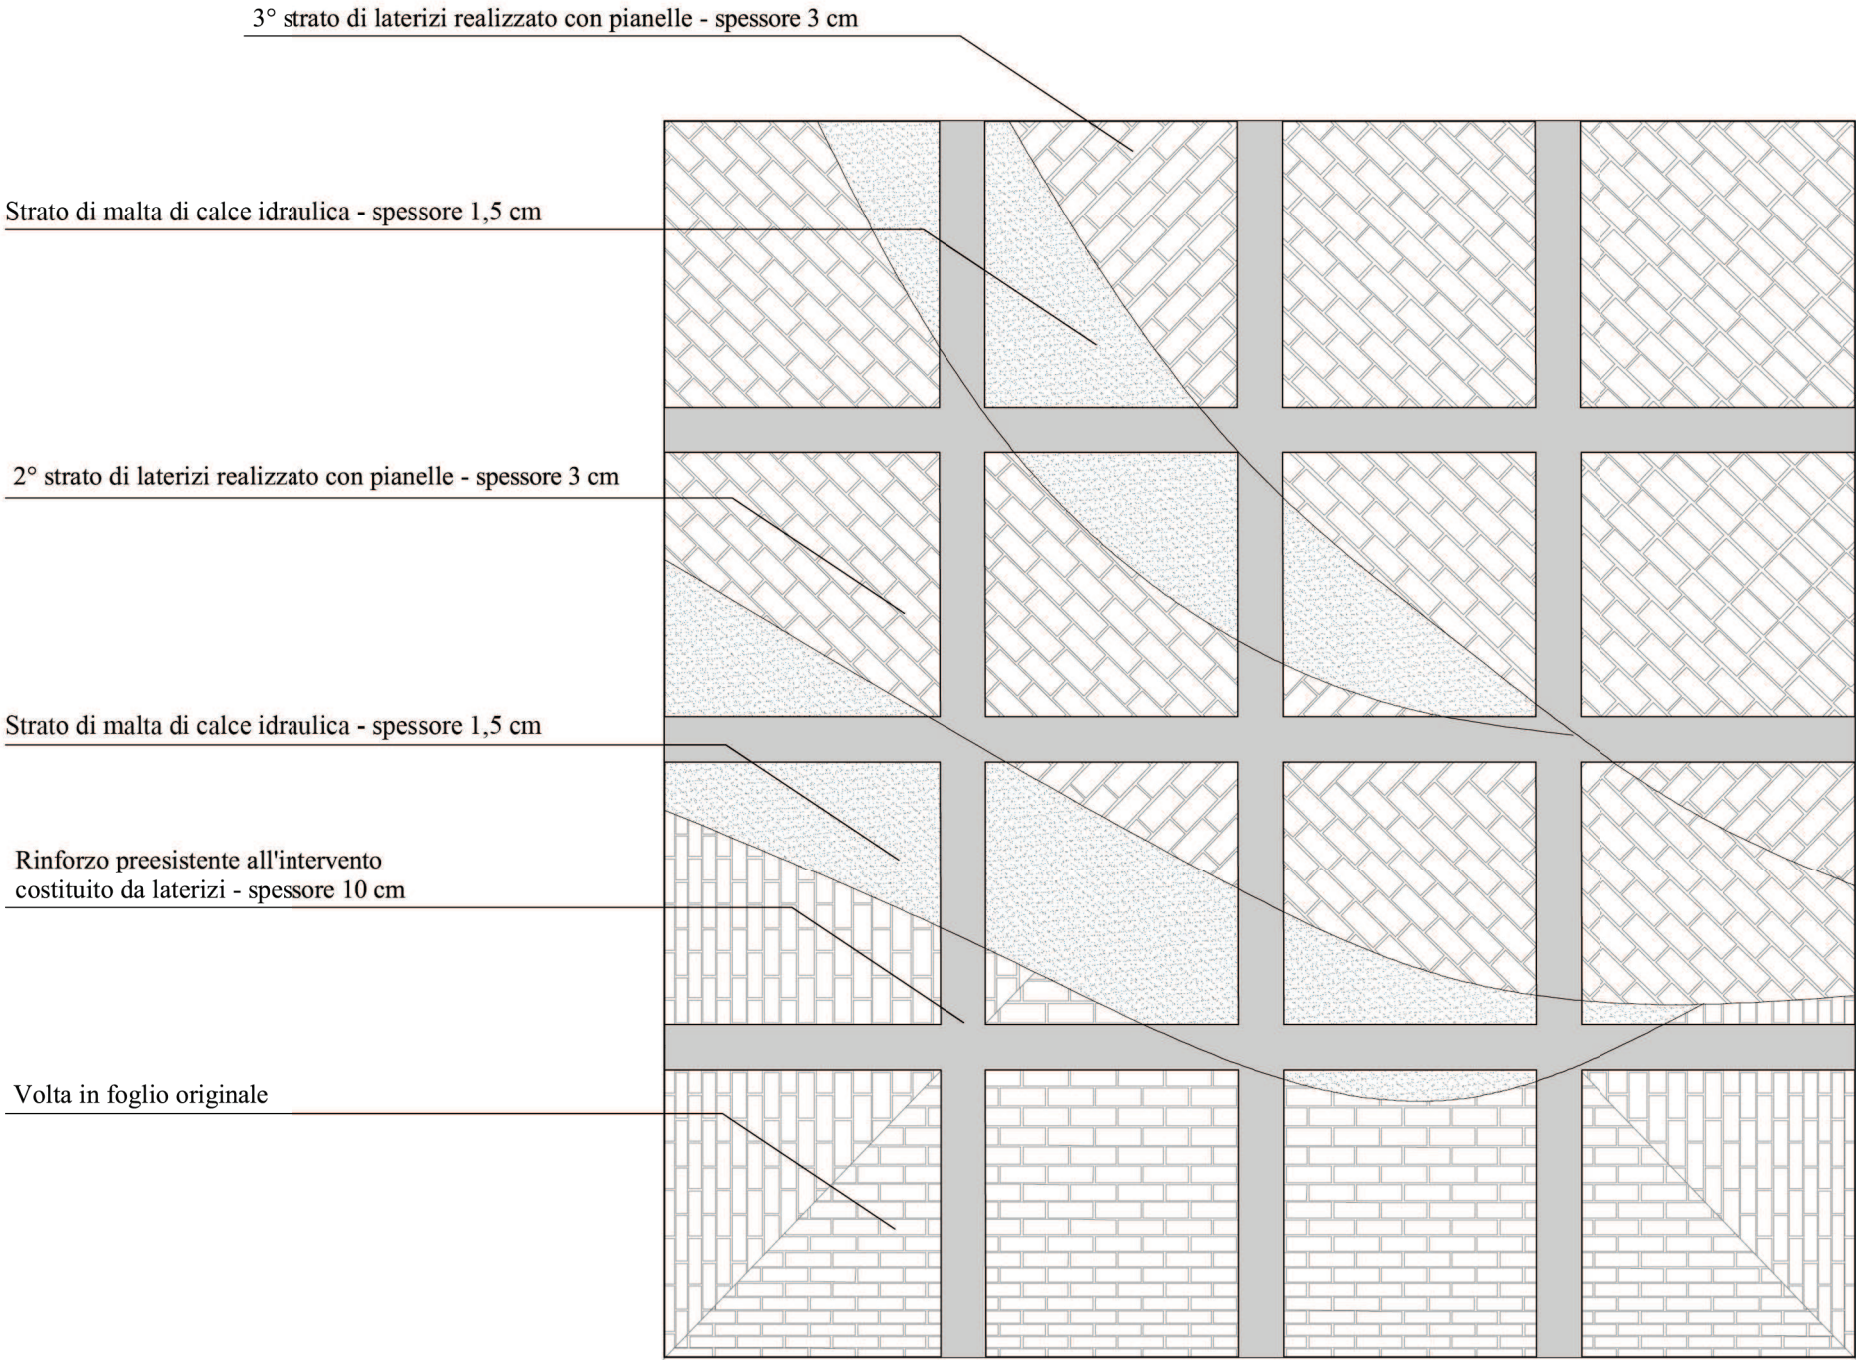 3° strato di laterizi realizzato con pianelle - spessore 3 cm
Strato di malta di calce idraulica - spessore 1,5 cm
2° strato di laterizi realizzato con pianelle - spessore 3 cm
Strato di malta di calce idraulica - spessore 1,5 cm
Rinforzo preesistente all'intervento
costituito da laterizi - spessore 10 cm
Volta in foglio originale